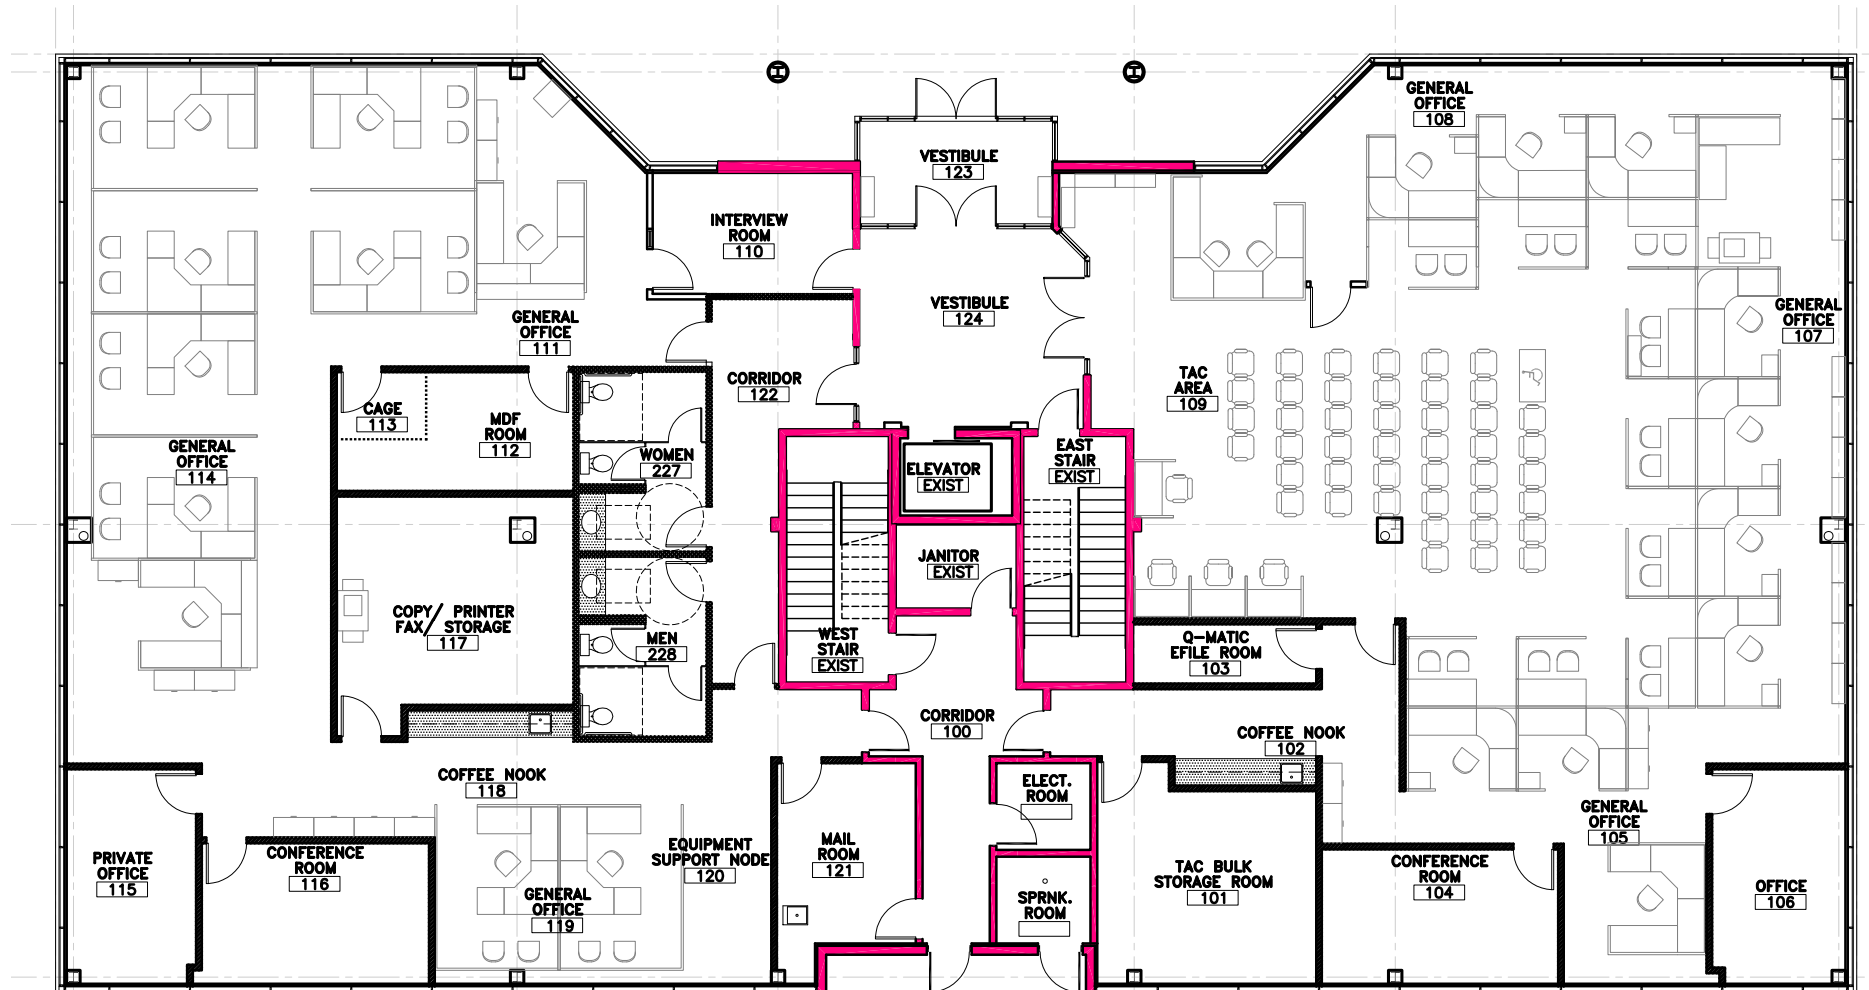 GENERAL
OFFICE
108
VESTIBULE
123
INTERVIEW
ROOM
110
VESTIBULE
124
GENERAL
OFFICE
107
GENERAL
OFFICE
111
CORRIDOR
122
TAC
AREA
109
CAGE
113
MDF
ROOM
112
GENERAL
OFFICE
114
WOMEN
227
ELEVATOR
EXIST
EAST
STAIR
EXIST
JANITOR
EXIST
COPY/ PRINTER
FAX/ STORAGE
117
MEN
228
WEST
STAIR
EXIST
Q-MATIC
EFILE ROOM
103
CORRIDOR
100
COFFEE NOOK
102
COFFEE NOOK
118
ELECT.
ROOM
GENERAL
OFFICE
105
PRIVATE
OFFICE
115
CONFERENCE
ROOM
116
EQUIPMENT
SUPPORT NODE
120
MAIL
ROOM
121
TAC BULK
STORAGE ROOM
101
CONFERENCE
ROOM
104
OFFICE
106
GENERAL
OFFICE
119
SPRNK.
ROOM